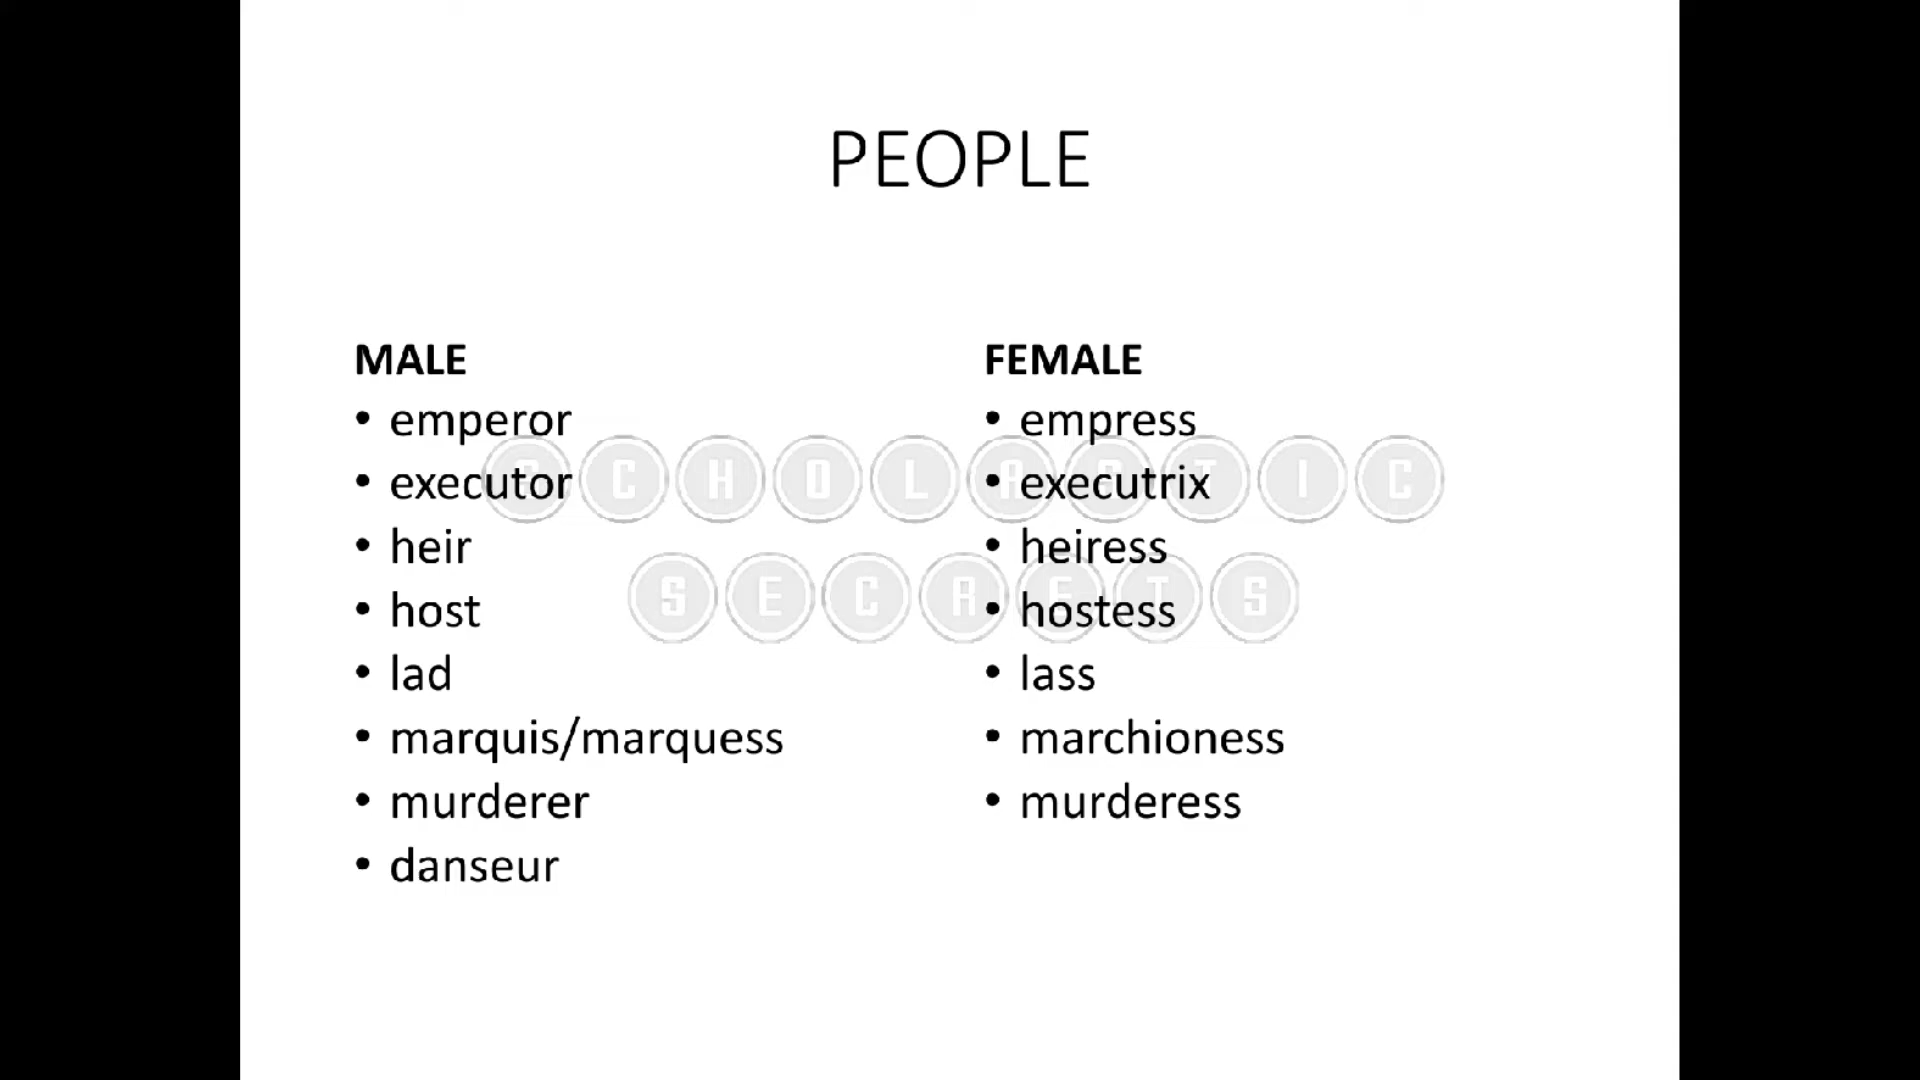 PEOPLE
MALE
• emperor
• executor
• heir
• host
• lad
• marquis/marquess
• murderer
• danseur
FEMALE
• empress
• executrix
• heiress
• hostess
• lass
• marchioness
• murderess
SCHOLASTIC
SECRETS